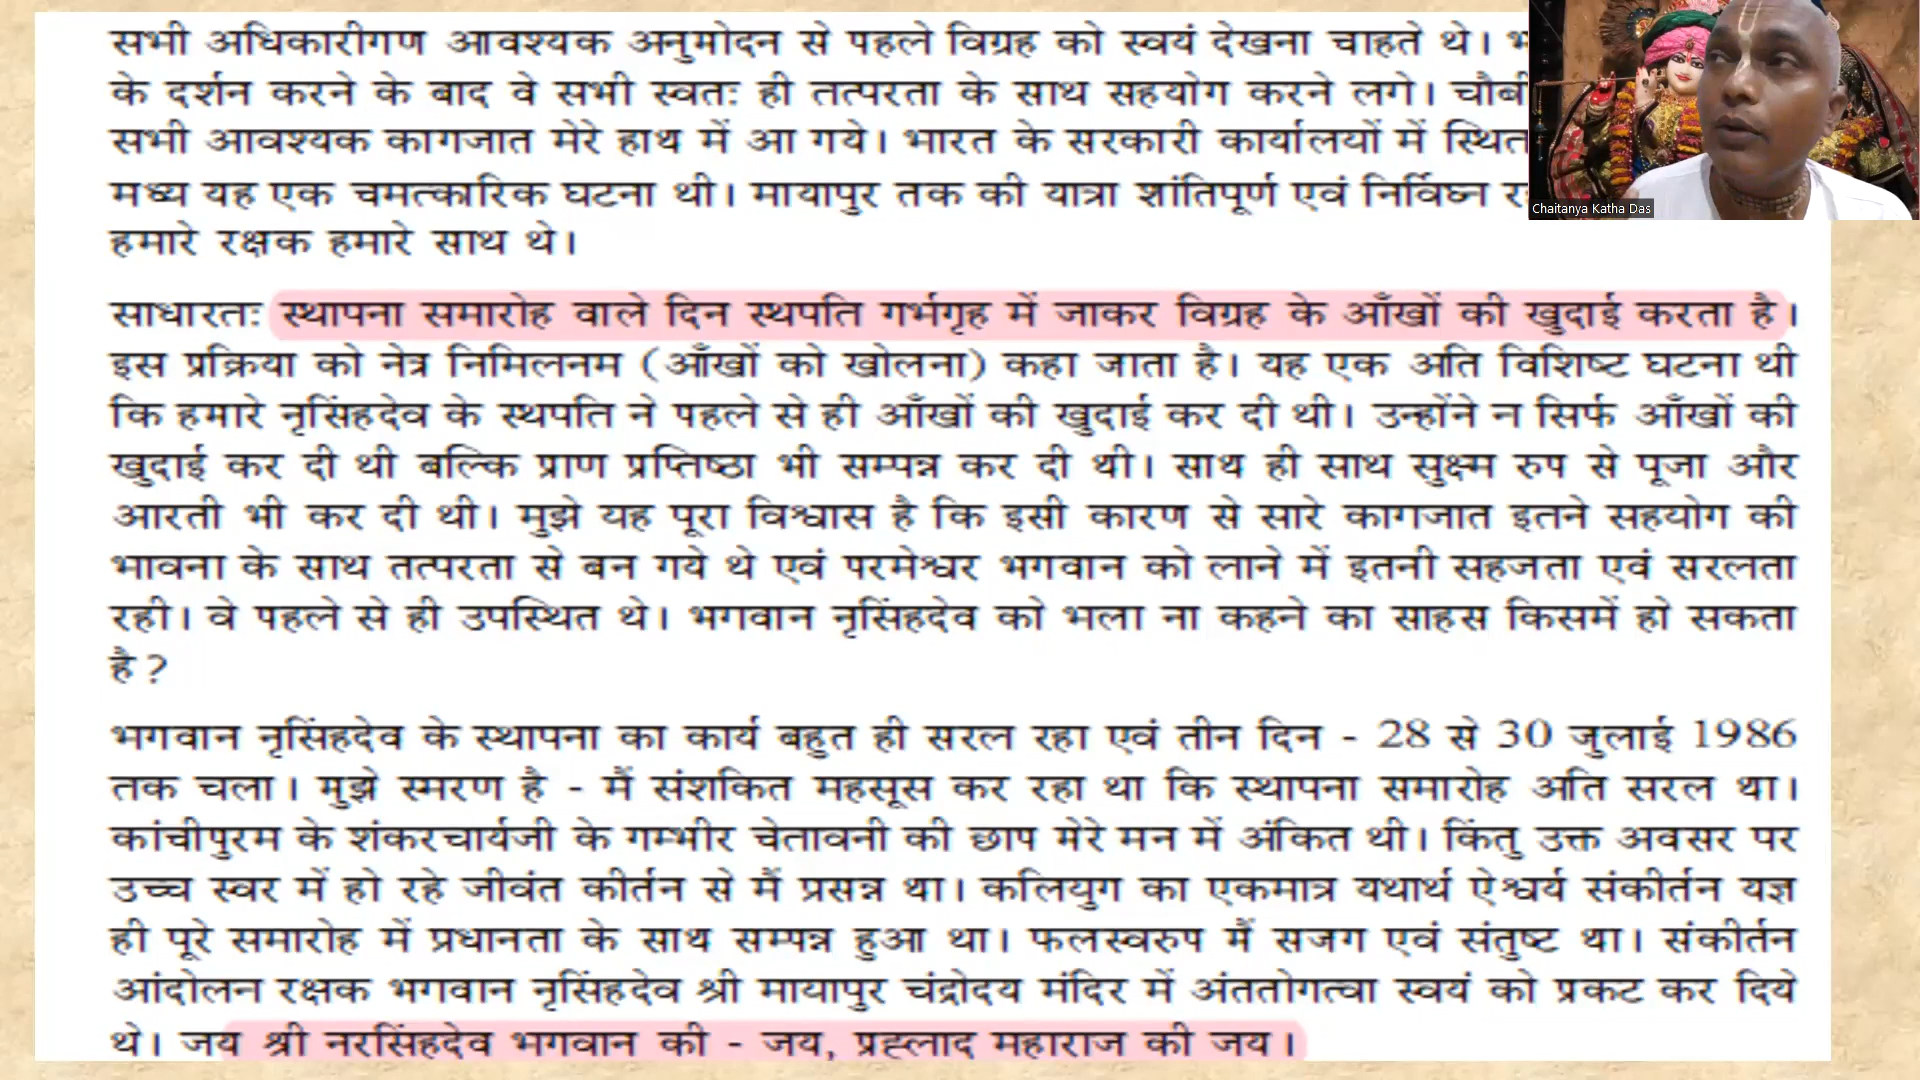 सभी अधिकारीगण आवश्यक अनुमोदन से पहले विग्रह को स्वयं देखना चाहते थे।
के दर्शन करने के बाद वे सभी स्वतः ही तत्परता के साथ सहयोग करने लगे।
सभी आवश्यक कागजात मेरे हाथ में आ गये। भारत के सरकारी कार्यालयों में स्थित
मध्य यह एक चमत्कारिक घटना थी। मायापुर तक की यात्रा शांतिपूर्ण एवं निर्विघ्न
हमारे रक्षक हमारे साथ थे।
Chaitanya Katha Das
साधारतः स्थापना समारोह वाले दिन स्थपति गर्भगृह में जाकर विग्रह के आँखों की खुदाई करता है।
इस प्रक्रिया को नेत्र निमिलनम (आँखों को खोलना) कहा जाता है। यह एक अति विशिष्ट घटना थी
कि हमारे नृसिंहदेव के स्थपति ने पहले से ही आँखों की खुदाई कर दी थी। उन्होंने न सिर्फ आँखों की
खुदाई कर दी थी बल्कि प्राण प्रप्तिष्ठा भी सम्पन्न कर दी थी। साथ ही साथ सुक्ष्म रुप से पूजा और
आरती भी कर दी थी। मुझे यह पूरा विश्वास है कि इसी कारण से सारे कागजात इतने सहयोग की
भावना के साथ तत्परता से बन गये थे एवं परमेश्वर भगवान को लाने में इतनी सहजता एवं सरलता
रही। वे पहले से ही उपस्थित थे। भगवान नृसिंहदेव को भला ना कहने का साहस किसमें हो सकता
है?
भगवान नृसिंहदेव के स्थापना का कार्य बहुत ही सरल रहा एवं तीन दिन - 28 से 30 जुलाई 1986
तक चला। मुझे स्मरण है - मैं संशकित महसूस कर रहा था कि स्थापना समारोह अति सरल था।
कांचीपुरम के शंकरचार्यजी के गम्भीर चेतावनी की छाप मेरे मन में अंकित थी। किंतु उक्त अवसर पर
उच्च स्वर में हो रहे जीवंत कीर्तन से मैं प्रसन्न था। कलियुग का एकमात्र यथार्थ ऐश्वर्य संकीर्तन यज्ञ
ही पूरे समारोह में प्रधानता के साथ सम्पन्न हुआ था। फलस्वरुप मैं सजग एवं संतुष्ट था। संकीर्तन
आंदोलन रक्षक भगवान नृसिंहदेव श्री मायापुर चंद्रोदय मंदिर में अंततोगत्वा स्वयं को प्रकट कर दिये
थे। जय श्री नरसिंहदेव भगवान की - जय, प्रह्लाद महाराज की जय।